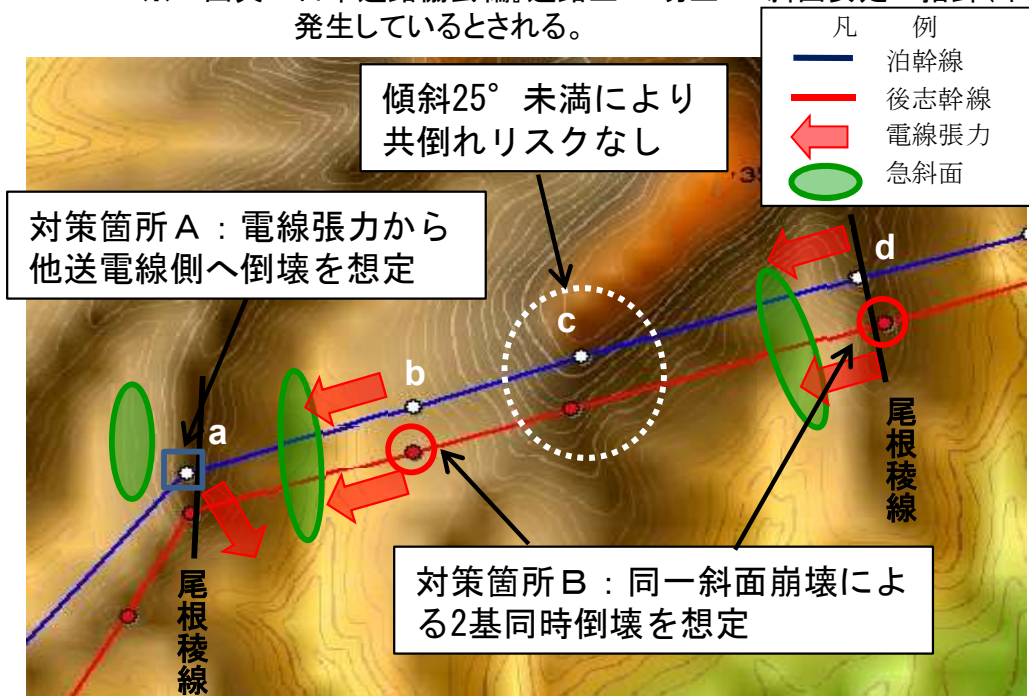 発生しているとされる。
凡　例
泊幹線
後志幹線
電線張力
急斜面
傾斜25°未満により
共倒れリスクなし
対策箇所A：電線張力から
他送電線側へ倒壊を想定
a
b
c
d
尾根稜線
尾根稜線
対策箇所B：同一斜面崩壊によ
る2基同時倒壊を想定